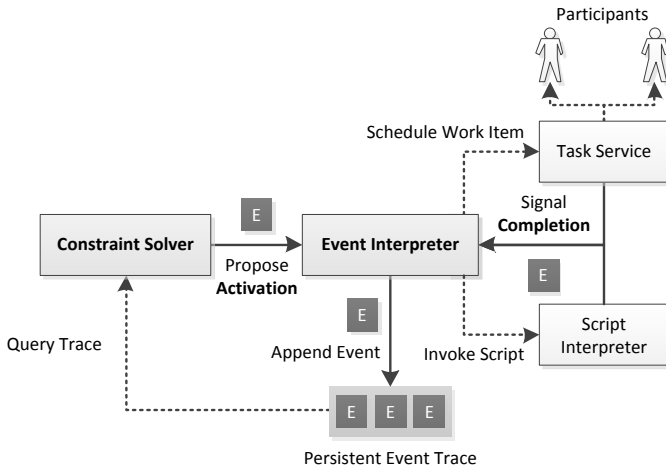 Participants
Schedule Work Item
Task Service
E
Signal
Completion
Constraint Solver
Event Interpreter
Propose
Activation
E
E
Query Trace
Append Event
Invoke Script
Script
Interpreter
E E E
Persistent Event Trace